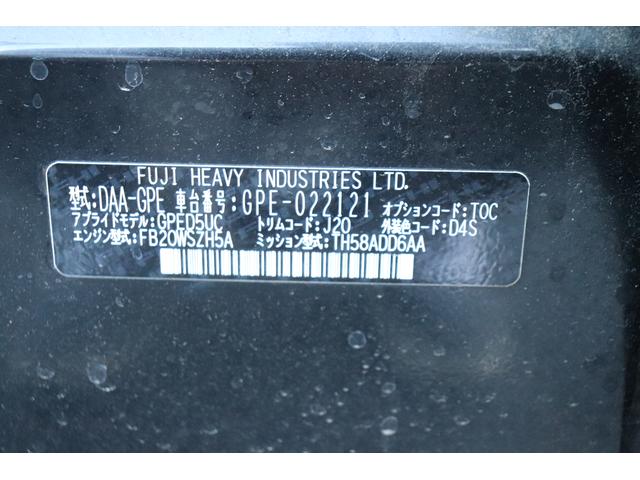 FUJI HEAVY INDUSTRIES LTD.
型式:DAA-GPE 車台番号:GPE-022121 オプションコード:TOC
アプライドモデル:GPED5UC トリムコード:J20 外装色コード:D4S
エンジン型式:FB20WSZH5A ミッション型式:TH58ADD6AA